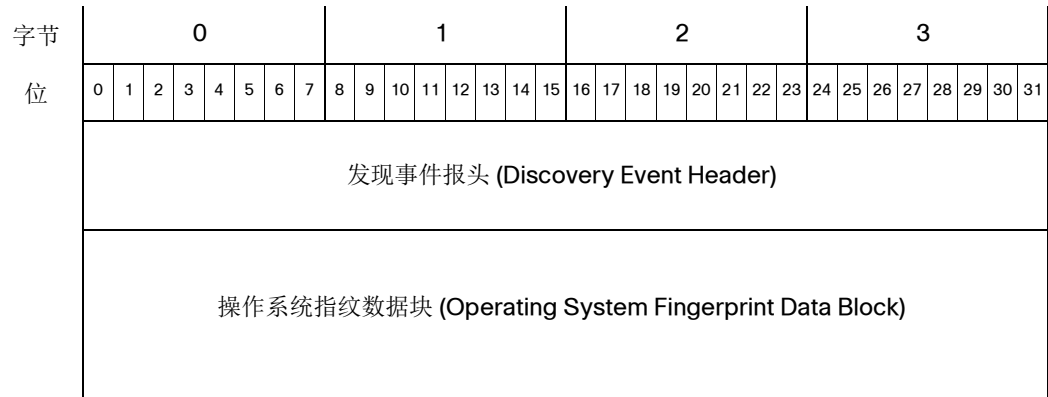 字节 0 1 2 3
位 0 1 2 3 4 5 6 7 8 9 10 11 12 13 14 15 16 17 18 19 20 21 22 23 24 25 26 27 28 29 30 31
发现事件报头 (Discovery Event Header)
操作系统指纹数据块 (Operating System Fingerprint Data Block)